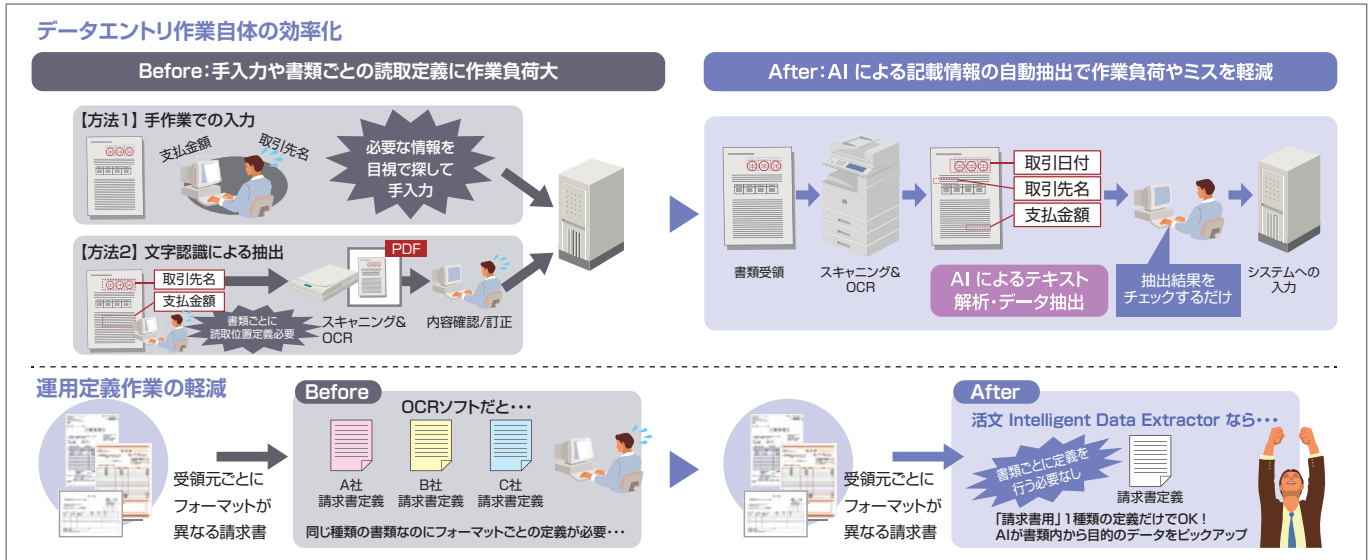 データエントリ作業自体の効率化
Before：手入力や書類ごとの読取定義に作業負荷大
【方法1】 手作業での入力
支払金額
取引先名
必要な情報を
目視で探して
手入力
【方法2】 文字認識による抽出
取引先名
支払金額
書類ごとに
読取位置定義必要
PDF
スキャニング&
OCR
内容確認/訂正
After：AI による記載情報の自動抽出で作業負荷やミスを軽減
書類受領
スキャニング&
OCR
取引日付
取引先名
支払金額
AI によるテキスト
解析・データ抽出
抽出結果を
チェックするだけ
システムへの
入力
運用定義作業の軽減
受領元ごとに
フォーマットが
異なる請求書
Before
OCRソフトだと・・・
A社
請求書定義
B社
請求書定義
C社
請求書定義
同じ種類の書類なのにフォーマットごとの定義が必要・・・
受領元ごとに
フォーマットが
異なる請求書
After
活文 Intelligent Data Extractor なら・・・
書類ごとに定義を
行う必要なし
請求書定義
「請求書用」1種類の定義だけでOK！
AIが書類内から目的のデータをピックアップ